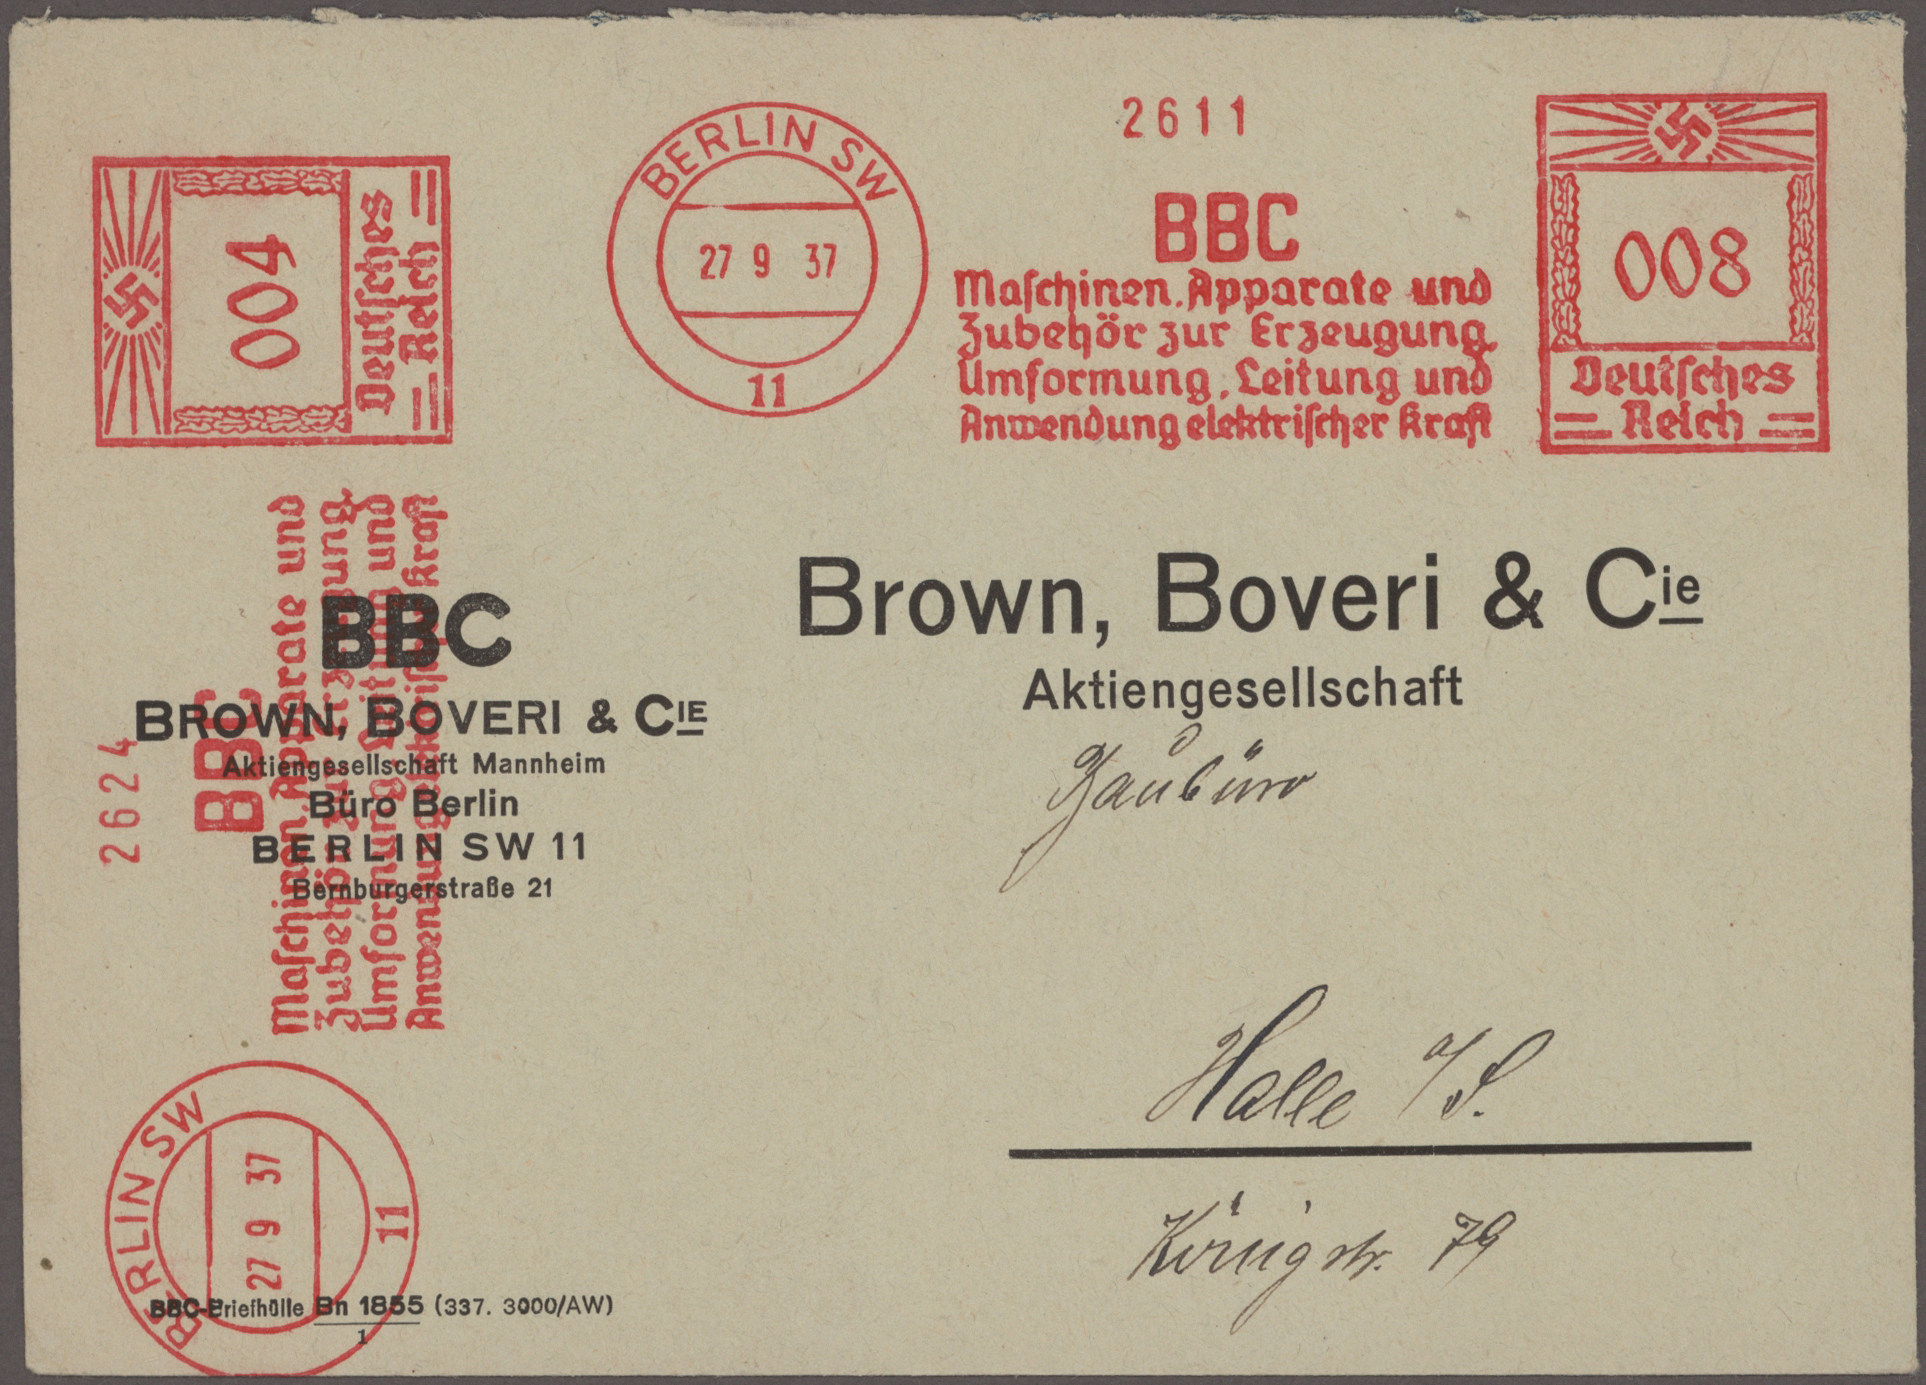 2611
BERLIN SW
27 9 37
11
BBC
Maschinen, Apparate und
Zubehör zur Erzeugung,
Umformung, Leitung und
Anwendung elektrischer Kraft
008
Deutsches
Reich
004
Deutsches
Reich
2624
BBC
Maschinen, Apparate und
Zubehör zur Erzeugung,
Umformung, Leitung und
Anwendung elektrischer Kraft
BERLIN SW
27 9 37
11
BBC
BROWN, BOVERI & CIE
Aktiengesellschaft Mannheim
Büro Berlin
BERLIN SW 11
Bernburgerstraße 21
Brown, Boveri & Cie
Aktiengesellschaft
Baubüro
Halle a/S.
Königstr. 79
BBC-Briefhülle Bn 1855 (337. 3000/AW)
1